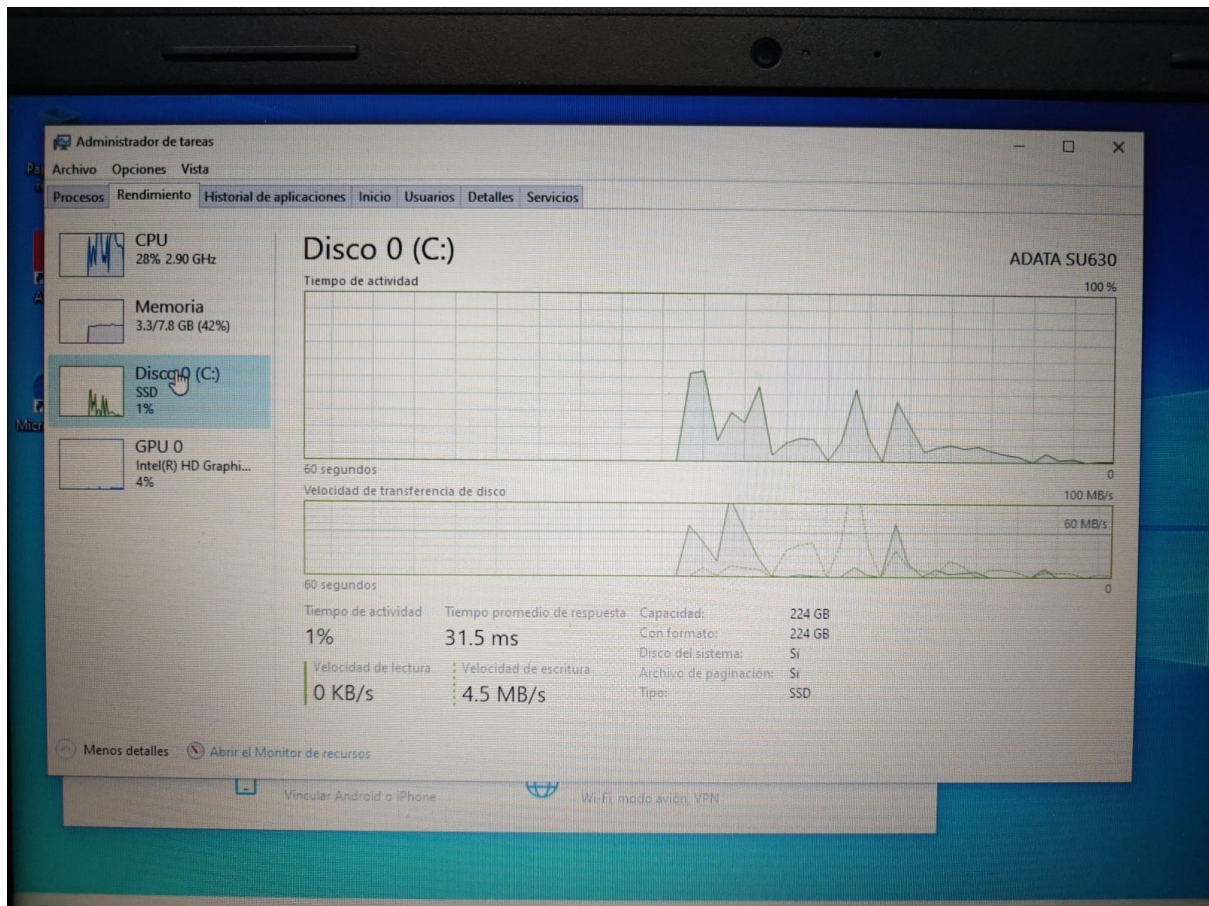 Administrador de tareas
Archivo Opciones Vista
Procesos Rendimiento Historial de aplicaciones Inicio Usuarios Detalles Servicios
CPU
28% 2.90 GHz
Memoria
3.3/7.8 GB (42%)
Disco 0 (C:)
SSD
1%
GPU 0
Intel(R) HD Graphi...
4%
Disco 0 (C:)
ADATA SU630
Tiempo de actividad
100 %
60 segundos
0
Velocidad de transferencia de disco
100 MB/s
60 MB/s
60 segundos
0
Tiempo de actividad
1%
Tiempo promedio de respuesta
31.5 ms
Velocidad de lectura
0 KB/s
Velocidad de escritura
4.5 MB/s
Capacidad: 224 GB
Con formato: 224 GB
Disco del sistema: Sí
Archivo de paginación: Sí
Tipo: SSD
Menos detalles
Abrir el Monitor de recursos
Vincular Android o iPhone
Wi-Fi, modo avión, VPN